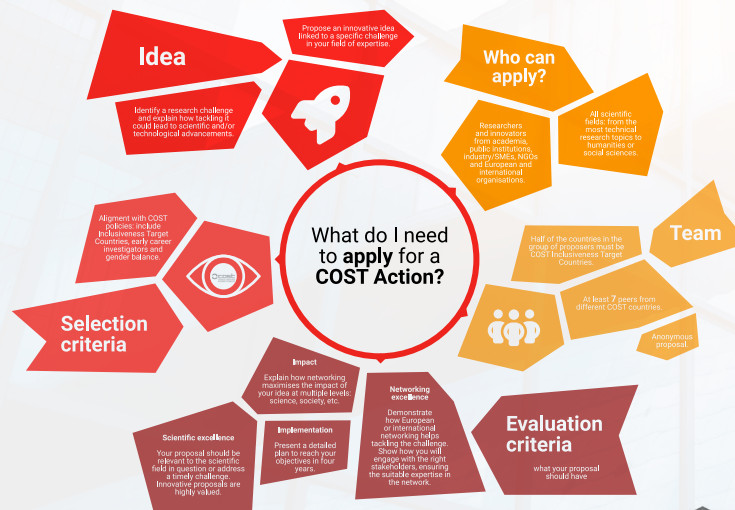 Idea
Propose an innovative idea
linked to a specific challenge
in your field of expertise.
Identify a research challenge
and explain how tackling it
could lead to scientific and/or
technological advancements.
Who can
apply?
Researchers
and innovators
from academia,
public institutions,
industry/SMEs, NGOs
and European and
international
organisations.
All scientific
fields: from the
most technical
research topics to
humanities or
social sciences.
What do I need
to apply for a
COST Action?
Team
Half of the countries in the
group of proposers must be
COST Inclusiveness Target
Countries.
At least 7 peers from
different COST countries.
Anonymous
proposal.
Aligment with COST
policies: include
Inclusiveness Target
Countries, early career
investigators and
gender balance.
cost
Selection
criteria
Impact
Explain how networking
maximises the impact of
your idea at multiple levels:
science, society, etc.
Scientific excellence
Your proposal should be
relevant to the scientific
field in question or address
a timely challenge.
Innovative proposals are
highly valued.
Implementation
Present a detailed
plan to reach your
objectives in four
years.
Networking
excellence
Demonstrate
how European
or international
networking helps
tackling the challenge.
Show how you will
engage with the right
stakeholders, ensuring
the suitable expertise in
the network.
Evaluation
criteria
what your proposal
should have